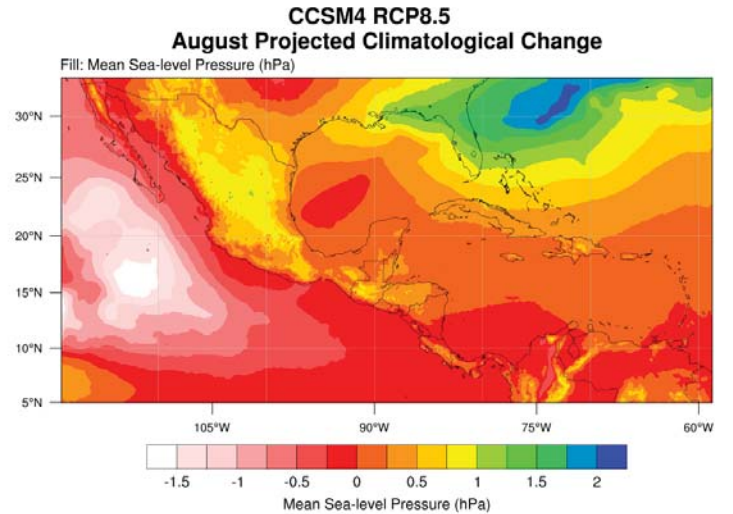 CCSM4 RCP8.5
August Projected Climatological Change
Fill: Mean Sea-level Pressure (hPa)
30°N
25°N
20°N
15°N
10°N
5°N
105°W 90°W 75°W 60°W
-1.5 -1 -0.5 0 0.5 1 1.5 2
Mean Sea-level Pressure (hPa)